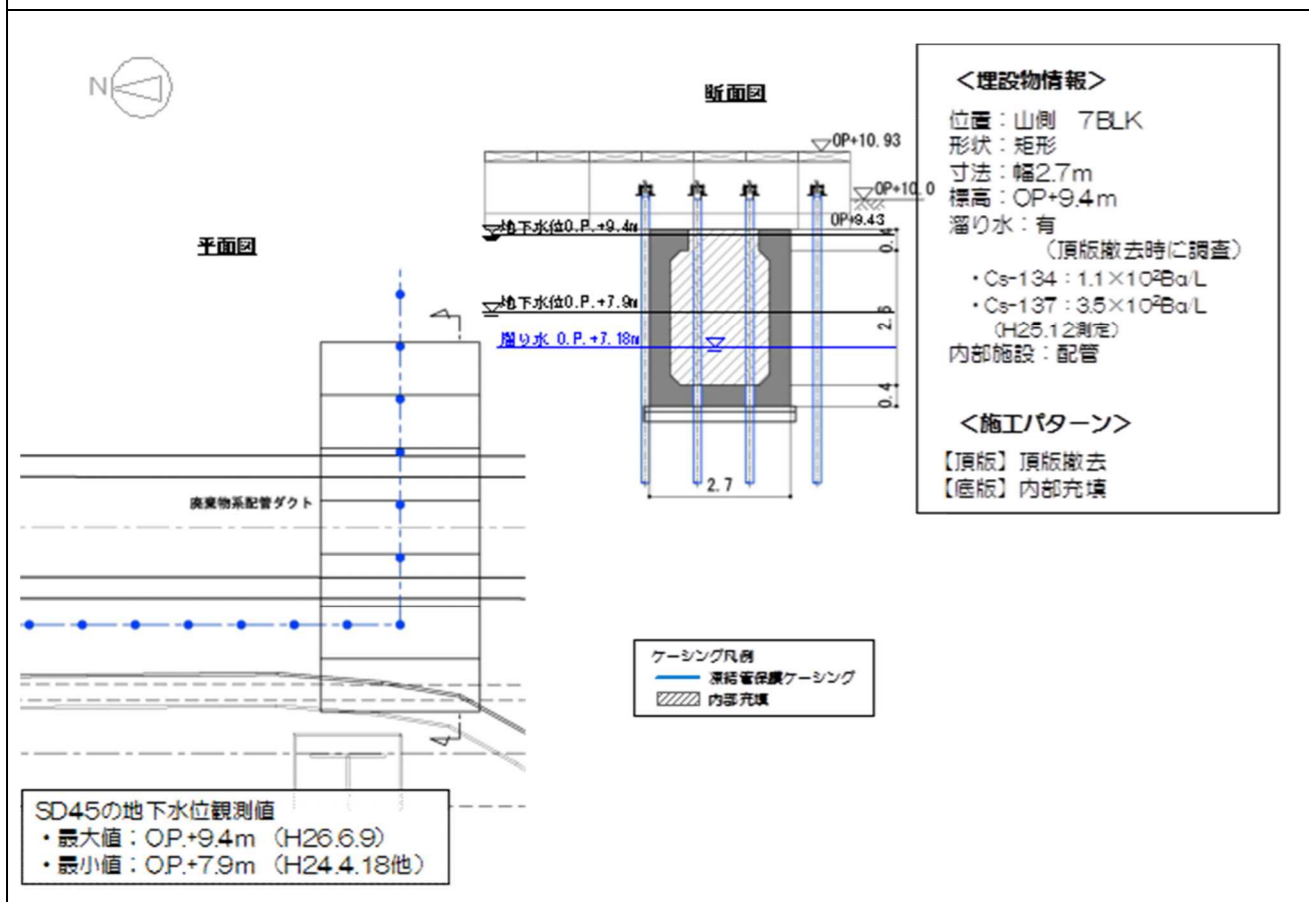 N
断面図
平面図
▽OP+10.93
▽OP+10.0
OP+9.43
地下水位O.P.+9.4m
地下水位O.P.+7.9m
溜り水 O.P.+7.18m
0.4
2.6
0.4
2.7
廃棄物系配管ダクト
<埋設物情報>
位置:山側 7BLK
形状:矩形
寸法:幅2.7m
標高:OP+9.4m
溜り水:有
(頂版撤去時に調査)
・Cs-134:1.1×10²Bq/L
・Cs-137:3.5×10²Bq/L
(H25.12測定)
内部施設:配管
<施工パターン>
【頂版】頂版撤去
【底版】内部充填
ケーシング凡例
凍結管保護ケーシング
内部充填
SD45の地下水位観測値
・最大値:O.P.+9.4m (H26.6.9)
・最小値:O.P.+7.9m (H24.4.18他)